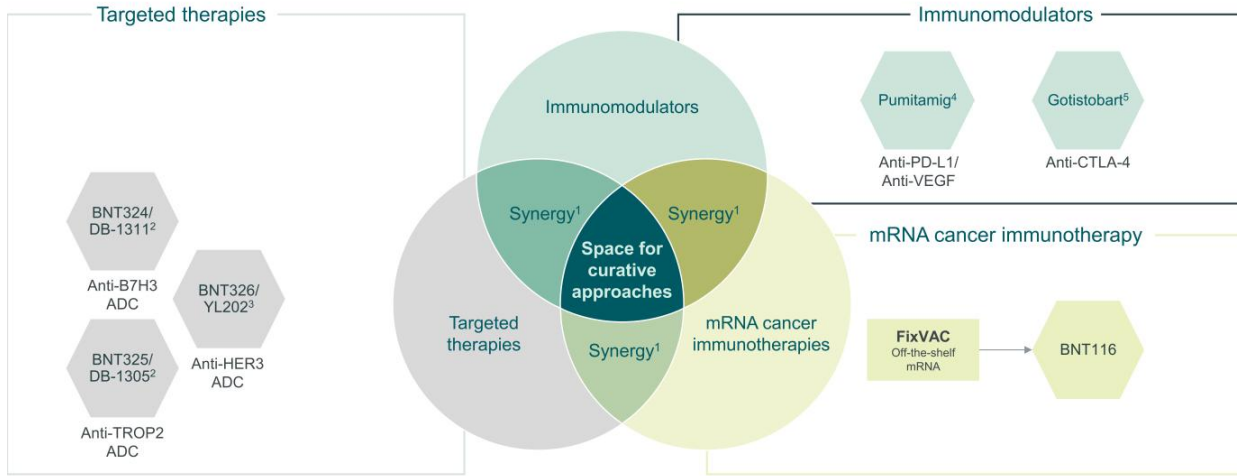 Targeted therapies
BNT324/
DB-1311²
Anti-B7H3
ADC
BNT326/
YL202³
Anti-HER3
ADC
BNT325/
DB-1305²
Anti-TROP2
ADC
Immunomodulators
Synergy¹
Synergy¹
Space for
curative
approaches
Targeted
therapies
mRNA cancer
immunotherapies
Synergy¹
Immunomodulators
Pumitamig⁴
Anti-PD-L1/
Anti-VEGF
Gotistobart⁵
Anti-CTLA-4
mRNA cancer immunotherapy
FixVAC
Off-the-shelf
mRNA
BNT116